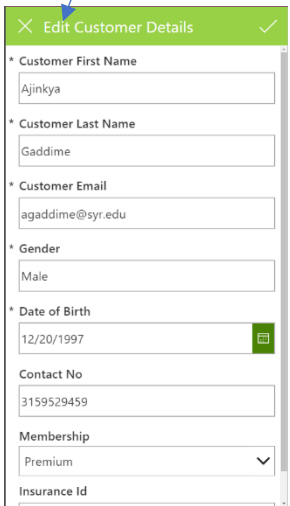 Edit Customer Details
* Customer First Name
Ajinkya
* Customer Last Name
Gaddime
* Customer Email
agaddime@syr.edu
* Gender
Male
* Date of Birth
12/20/1997
Contact No
3159529459
Membership
Premium
Insurance Id